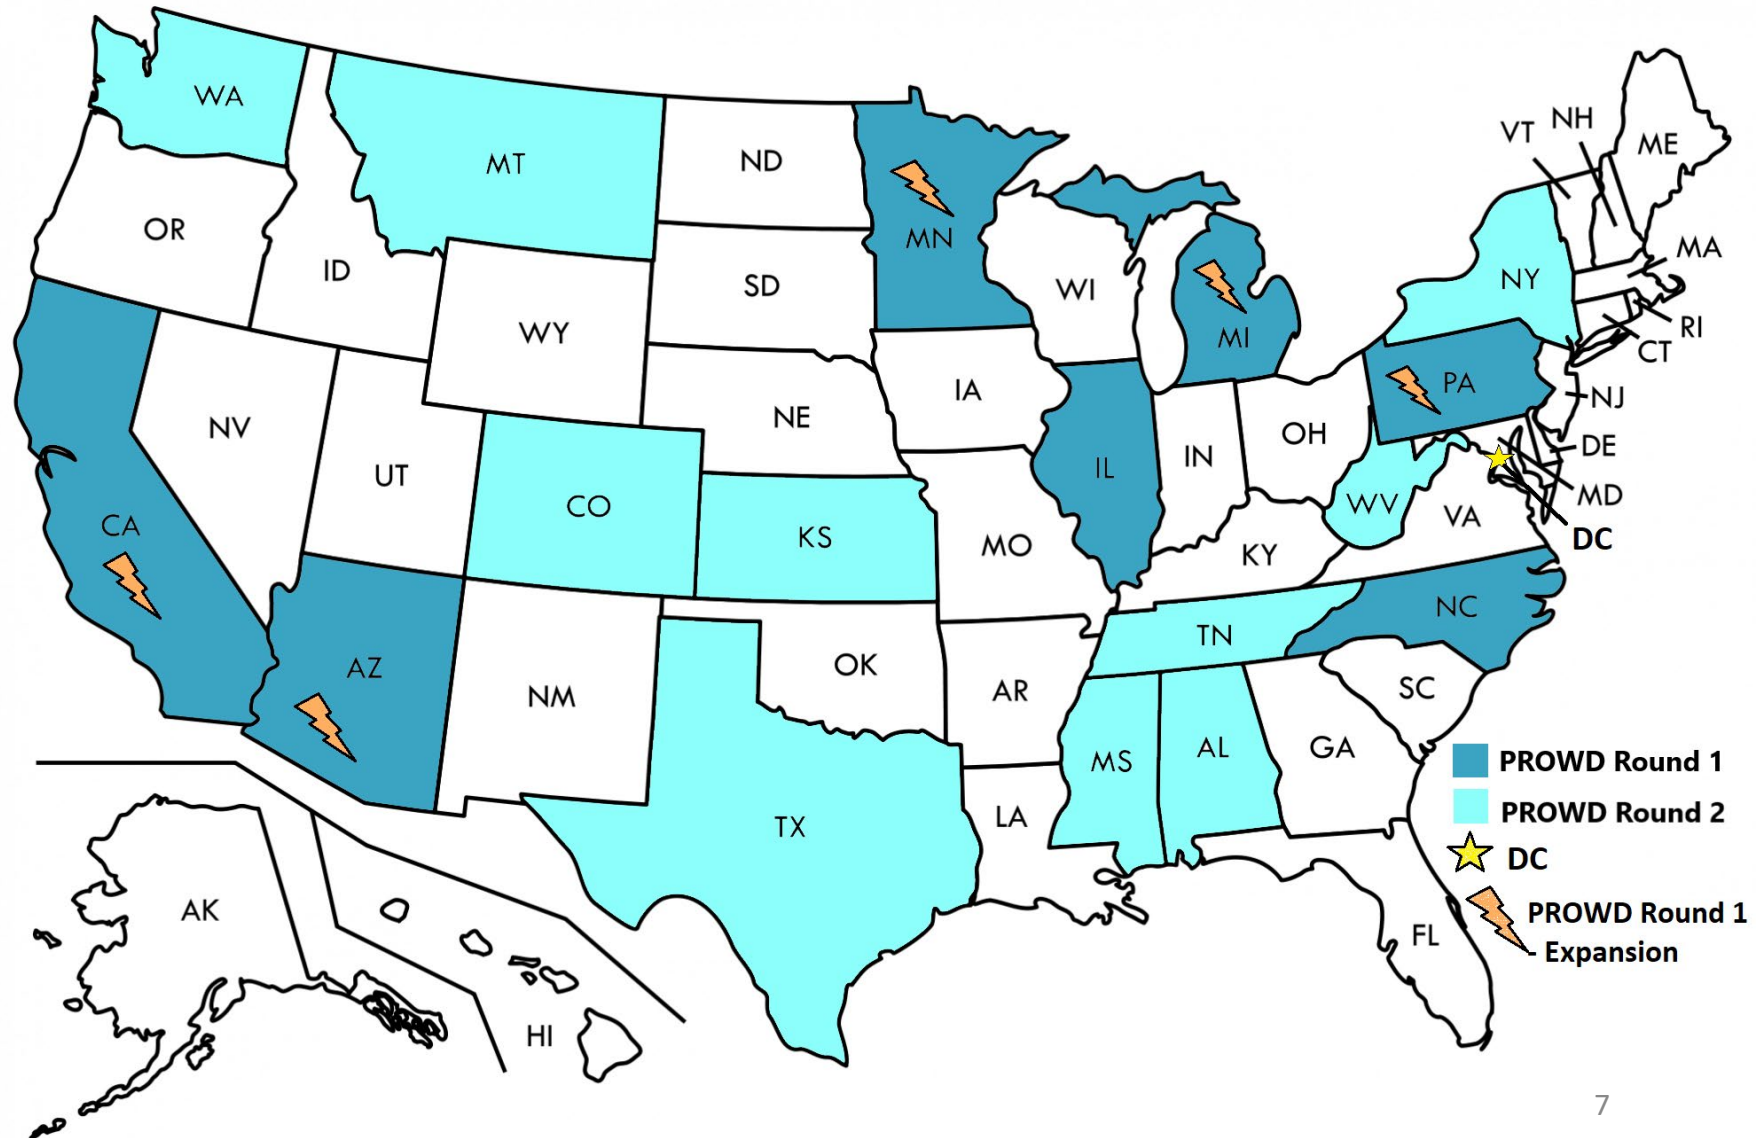 WA
MT
ND
MN
VT
NH
ME
OR
ID
SD
WI
MI
NY
MA
RI
CT
WY
NV
UT
CO
NE
IA
IL
IN
OH
PA
NJ
DE
MD
DC
CA
AZ
NM
KS
MO
KY
WV
VA
OK
AR
TN
NC
SC
TX
LA
MS
AL
GA
FL
AK
HI
PROWD Round 1
PROWD Round 2
DC
PROWD Round 1
- Expansion
7